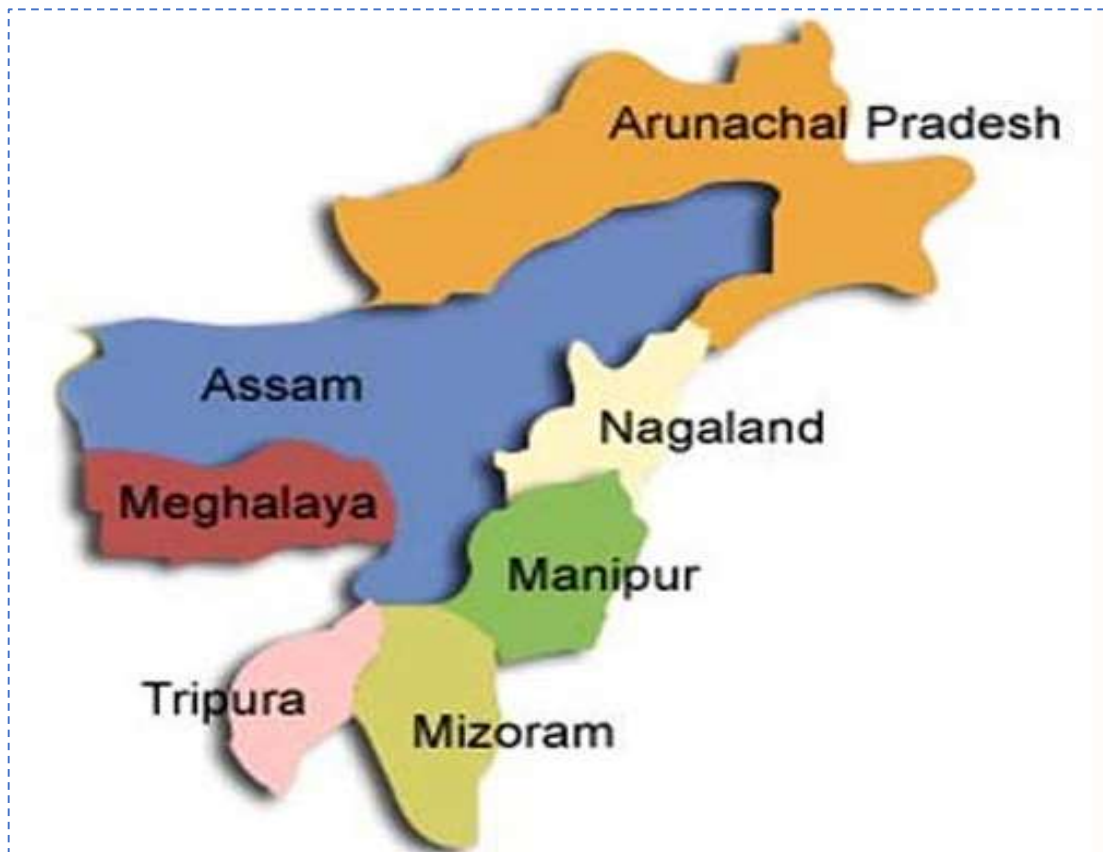 Arunachal Pradesh
Assam
Nagaland
Meghalaya
Manipur
Tripura
Mizoram